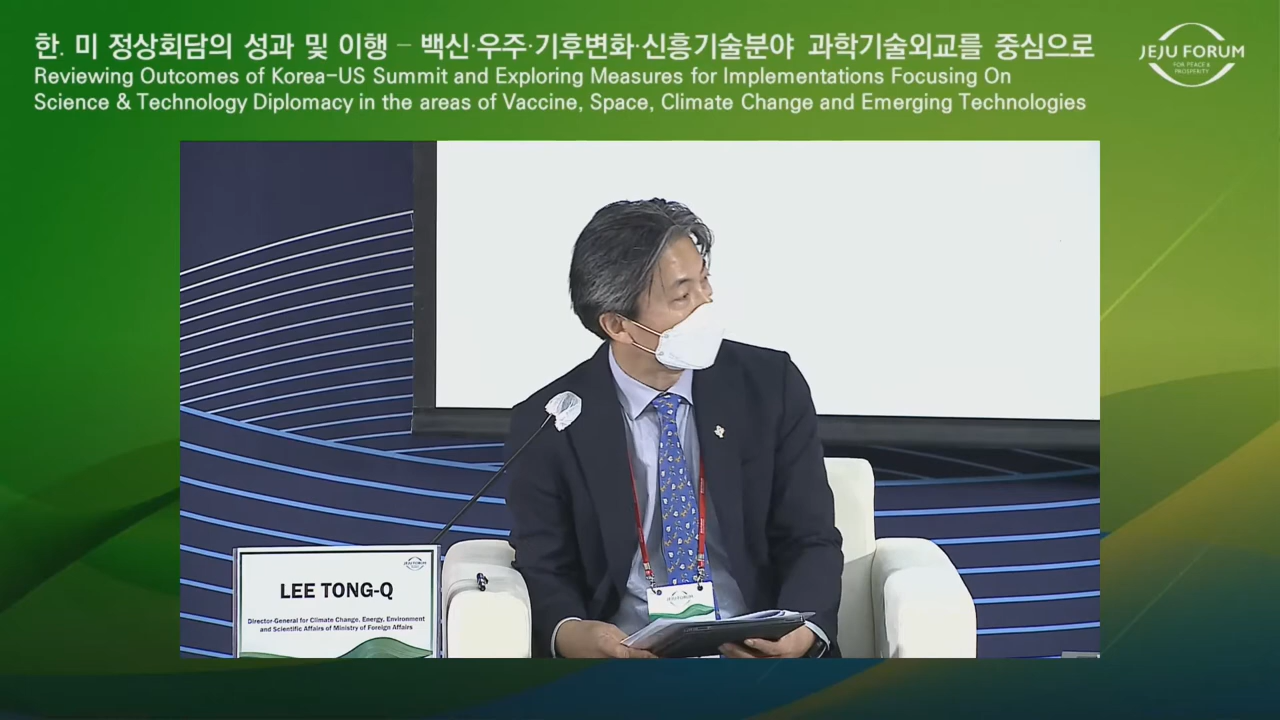 한. 미 정상회담의 성과 및 이행 – 백신·우주·기후변화·신흥기술분야 과학기술외교를 중심으로
Reviewing Outcomes of Korea-US Summit and Exploring Measures for Implementations Focusing On
Science & Technology Diplomacy in the areas of Vaccine, Space, Climate Change and Emerging Technologies
JEJU FORUM
FOR PEACE &
PROSPERITY
JEJU FORUM
LEE TONG-Q
Director-General for Climate Change, Energy, Environment
and Scientific Affairs of Ministry of Foreign Affairs
JEJU FORUM